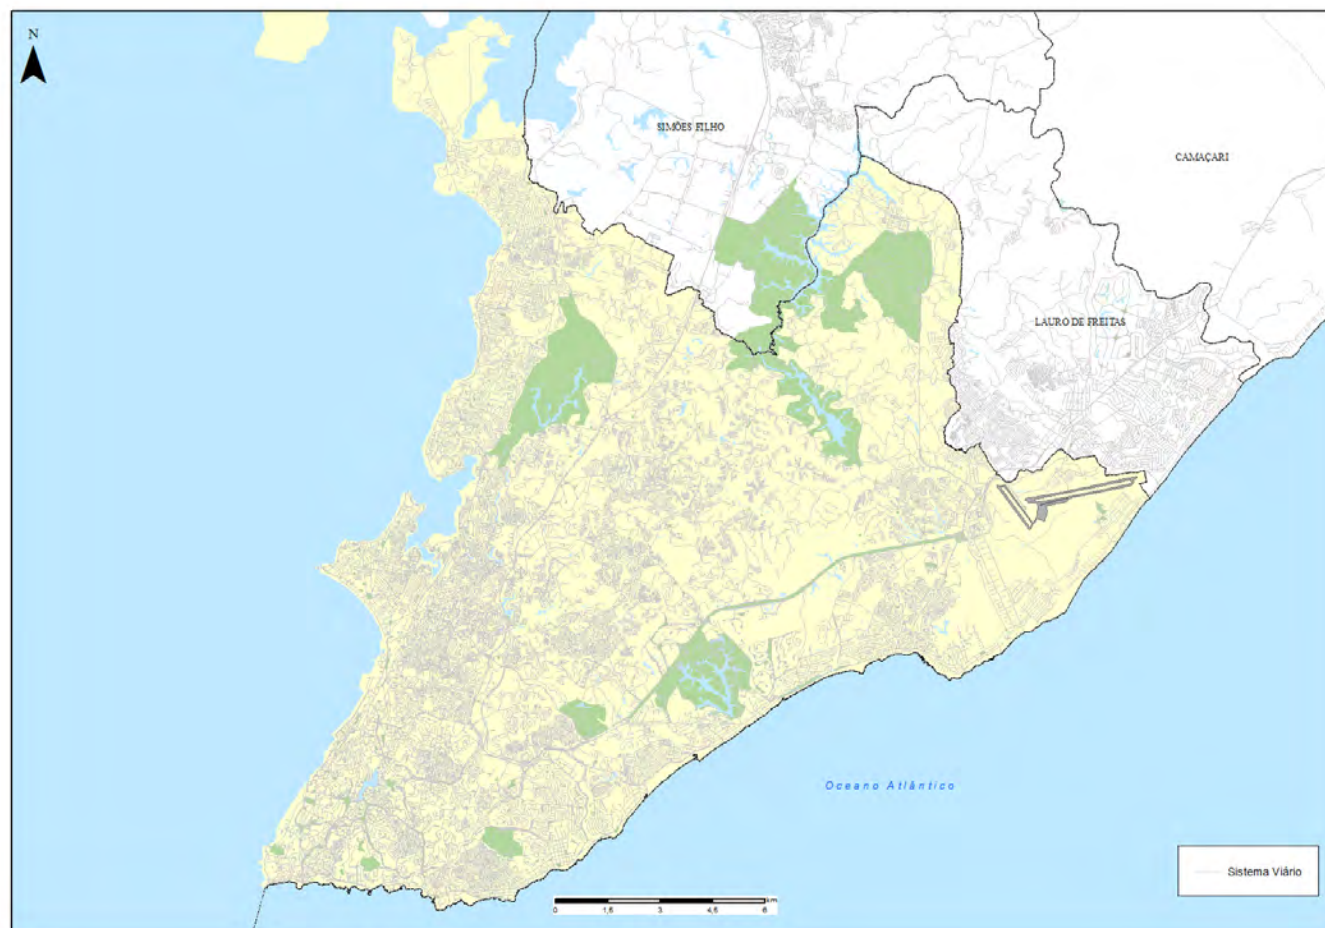 N
SIMÕES FILHO
CAMAÇARI
LAURO DE FREITAS
Oceano Atlântico
Sistema Viário
km
0 1,5 3 4,5 6